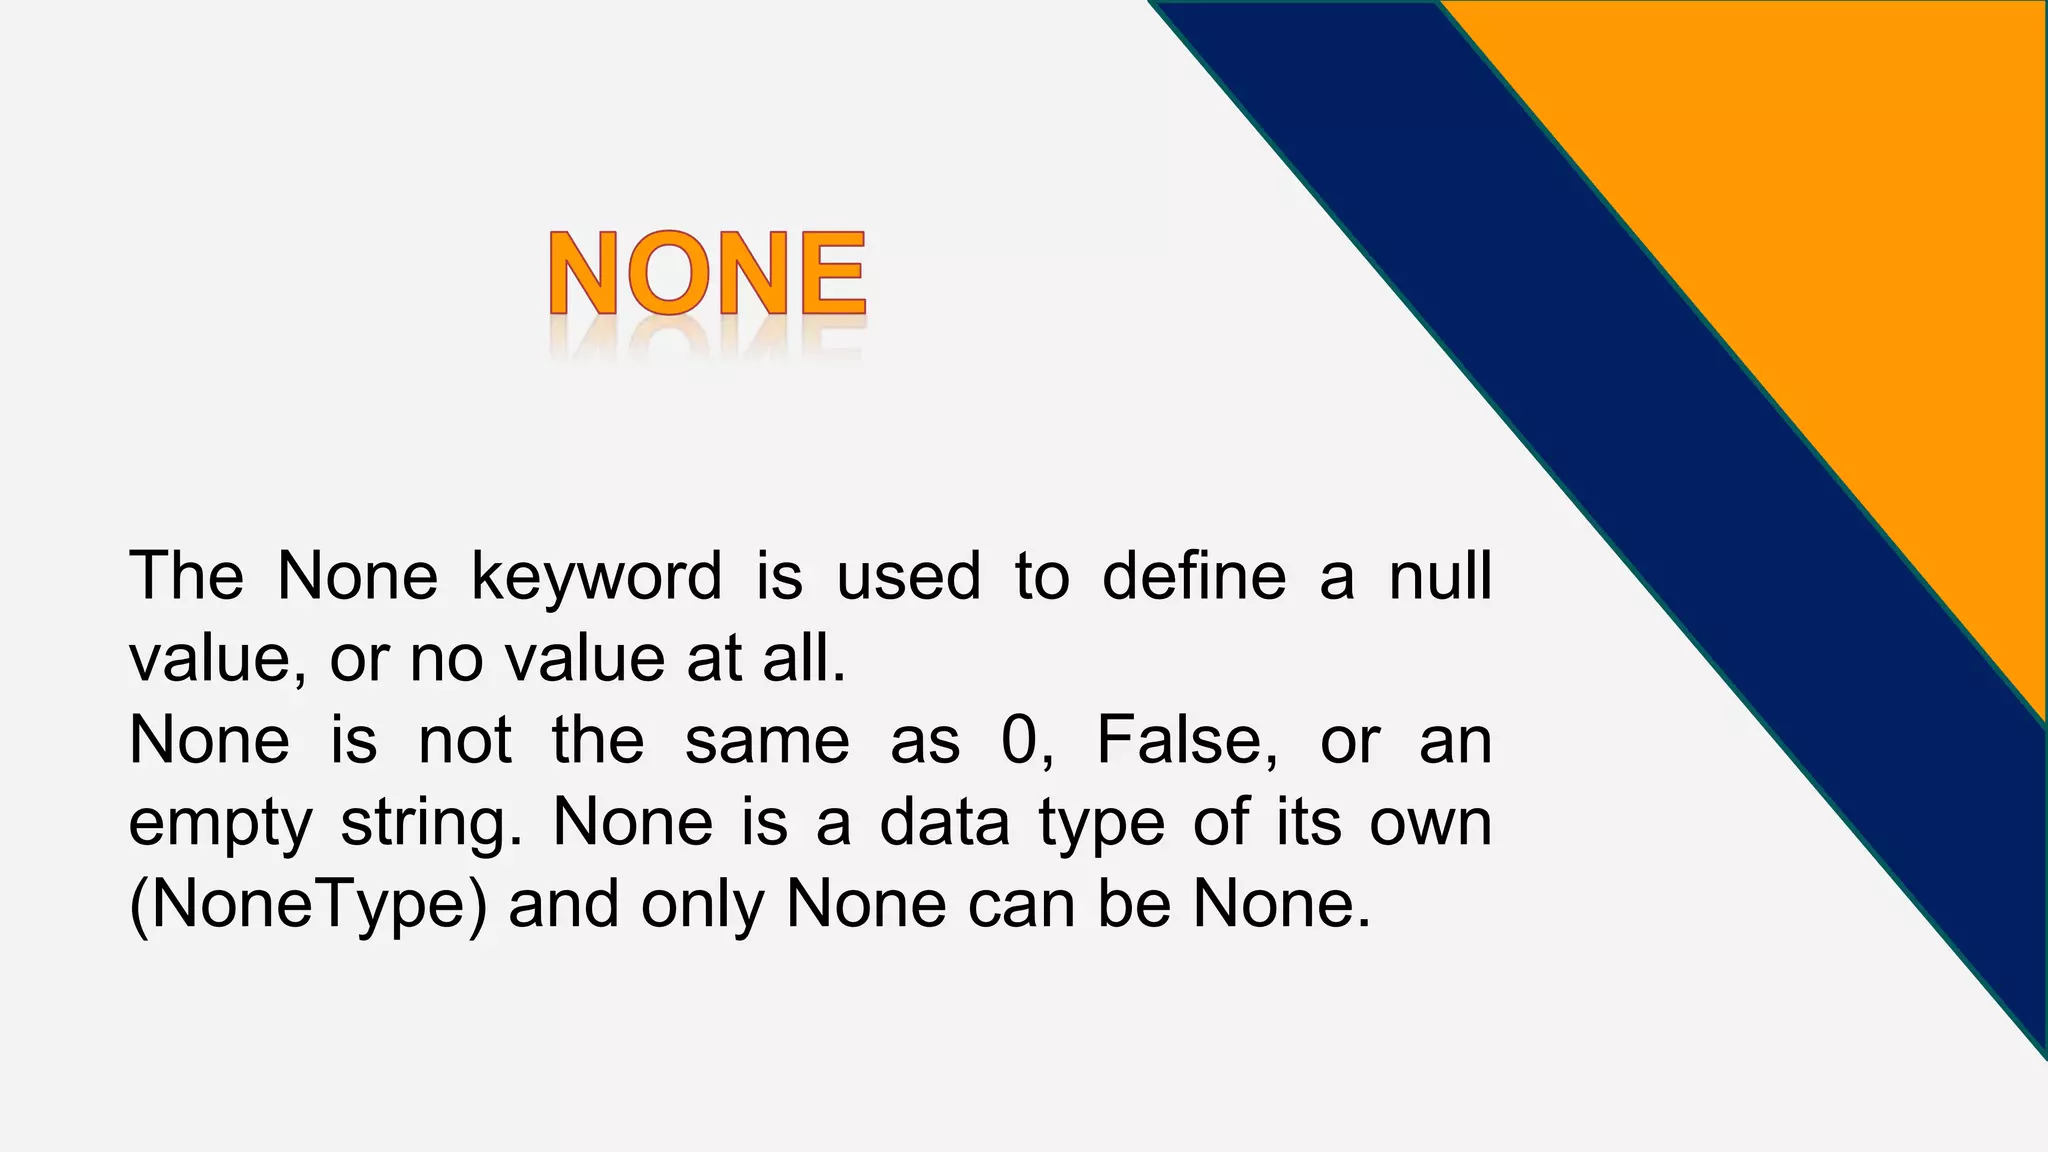 NONE
The None keyword is used to define a null
value, or no value at all.
None is not the same as 0, False, or an
empty string. None is a data type of its own
(NoneType) and only None can be None.